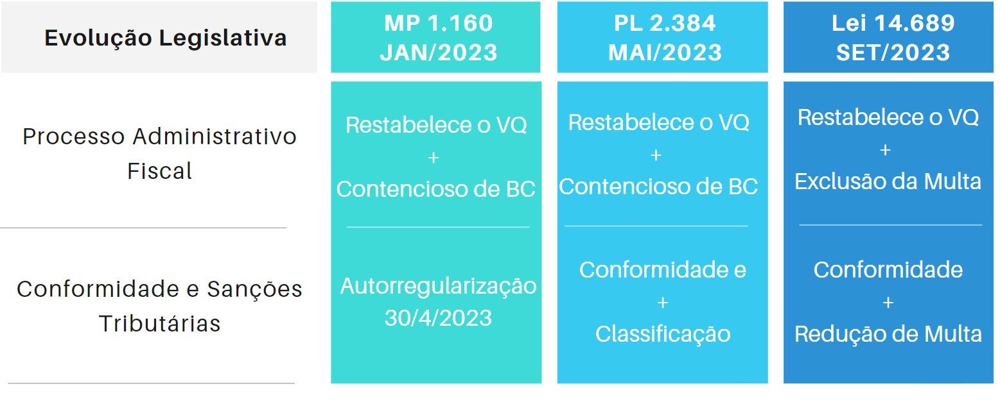 Evolução Legislativa
MP 1.160
JAN/2023
PL 2.384
MAI/2023
Lei 14.689
SET/2023
Processo Administrativo
Fiscal
Restabelece o VQ
+
Contencioso de BC
Restabelece o VQ
+
Contencioso de BC
Restabelece o VQ
+
Exclusão da Multa
Conformidade e Sanções
Tributárias
Autorregularização
30/4/2023
Conformidade e
+
Classificação
Conformidade
+
Redução de Multa